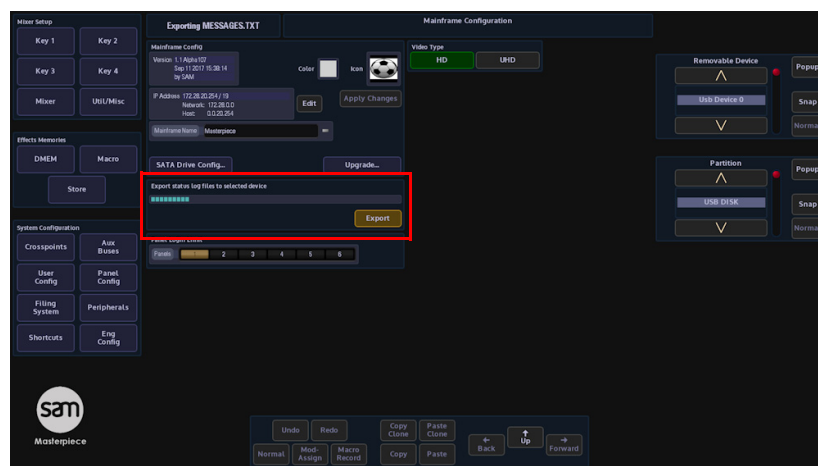 Mixer Setup
Key 1
Key 2
Key 3
Key 4
Mixer
Util/Misc
Effects Memories
DMEM
Macro
Store
System Configuration
Crosspoints
Aux
Buses
User
Config
Panel
Config
Filing
System
Peripherals
Shortcuts
Eng
Config
sam
Masterpiece
Exporting MESSAGES.TXT
Mainframe Configuration
Mainframe Config
Version 1.1 Alpha107
Sep 11 2017 15:38:14
by SAM
Color
Icon
IP Address 172.28.20.254 / 19
Network: 172.28.0.0
Host: 0.0.20.254
Edit
Apply Changes
Mainframe Name Masterpiece
SATA Drive Config...
Upgrade...
Export status log files to selected device
Export
Panel Login Limit
Panels
2
3
4
5
6
Video Type
HD
UHD
Removable Device
Usb Device 0
Popup
Snap
Norma
Partition
USB DISK
Popup
Snap
Norma
Undo
Redo
Copy
Clone
Paste
Clone
Normal
Mod-
Assign
Macro
Record
Copy
Paste
Back
Up
Forward